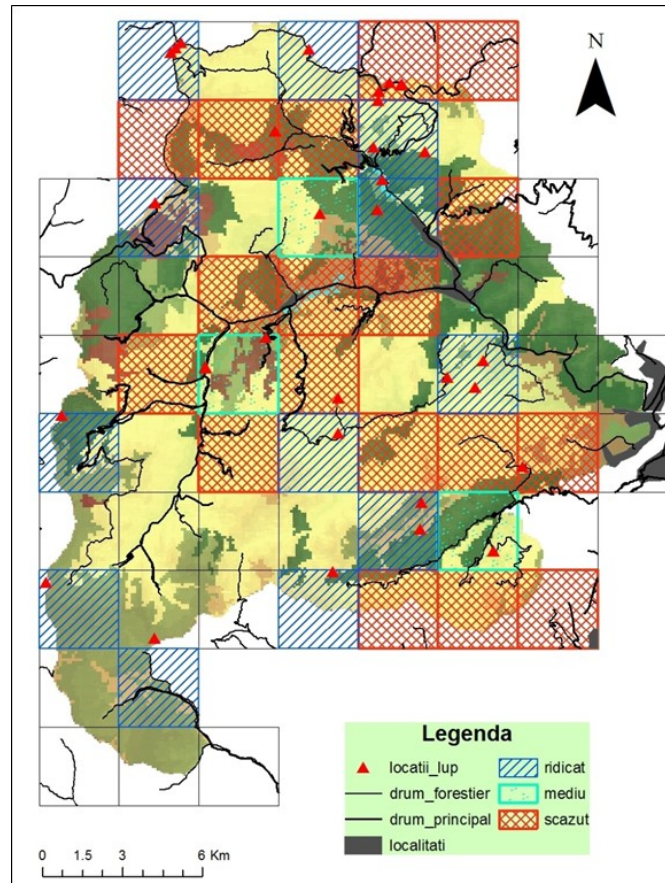 N
Legenda
locatii_lup
ridicat
drum_forestier
mediu
drum_principal
scazut
localitati
0 1.5 3 6 Km